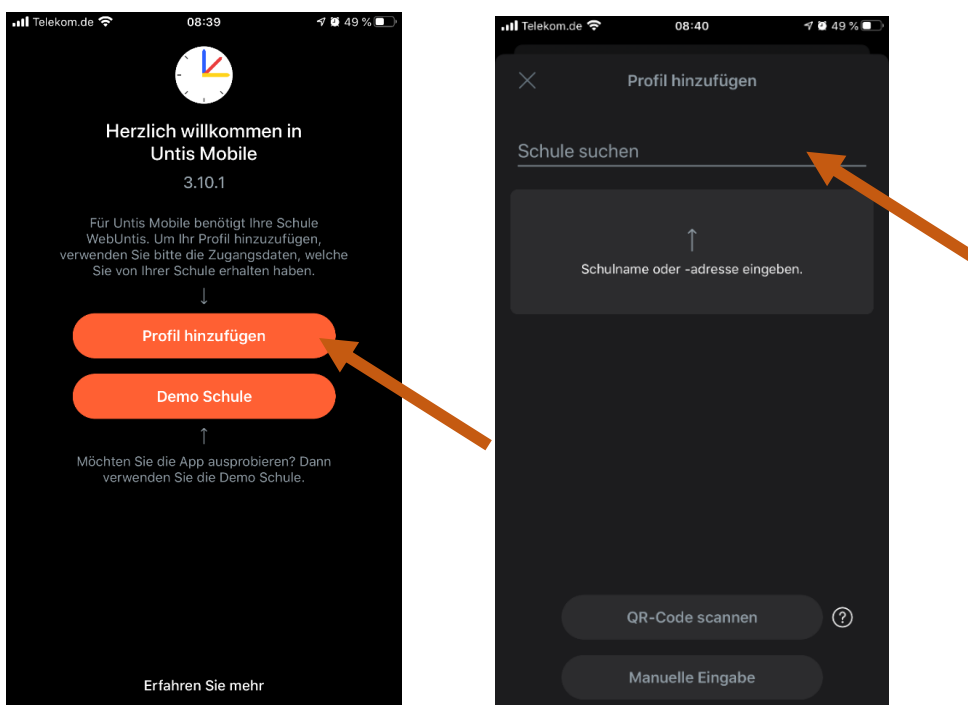 Telekom.de 08:39 49 %
Herzlich willkommen in
Untis Mobile
3.10.1
Für Untis Mobile benötigt Ihre Schule
WebUntis. Um Ihr Profil hinzuzufügen,
verwenden Sie bitte die Zugangsdaten, welche
Sie von Ihrer Schule erhalten haben.
↓
Profil hinzufügen
Demo Schule
↑
Möchten Sie die App ausprobieren? Dann
verwenden Sie die Demo Schule.
Erfahren Sie mehr
Telekom.de 08:40 49 %
Profil hinzufügen
Schule suchen
↑
Schulname oder -adresse eingeben.
QR-Code scannen ?
Manuelle Eingabe